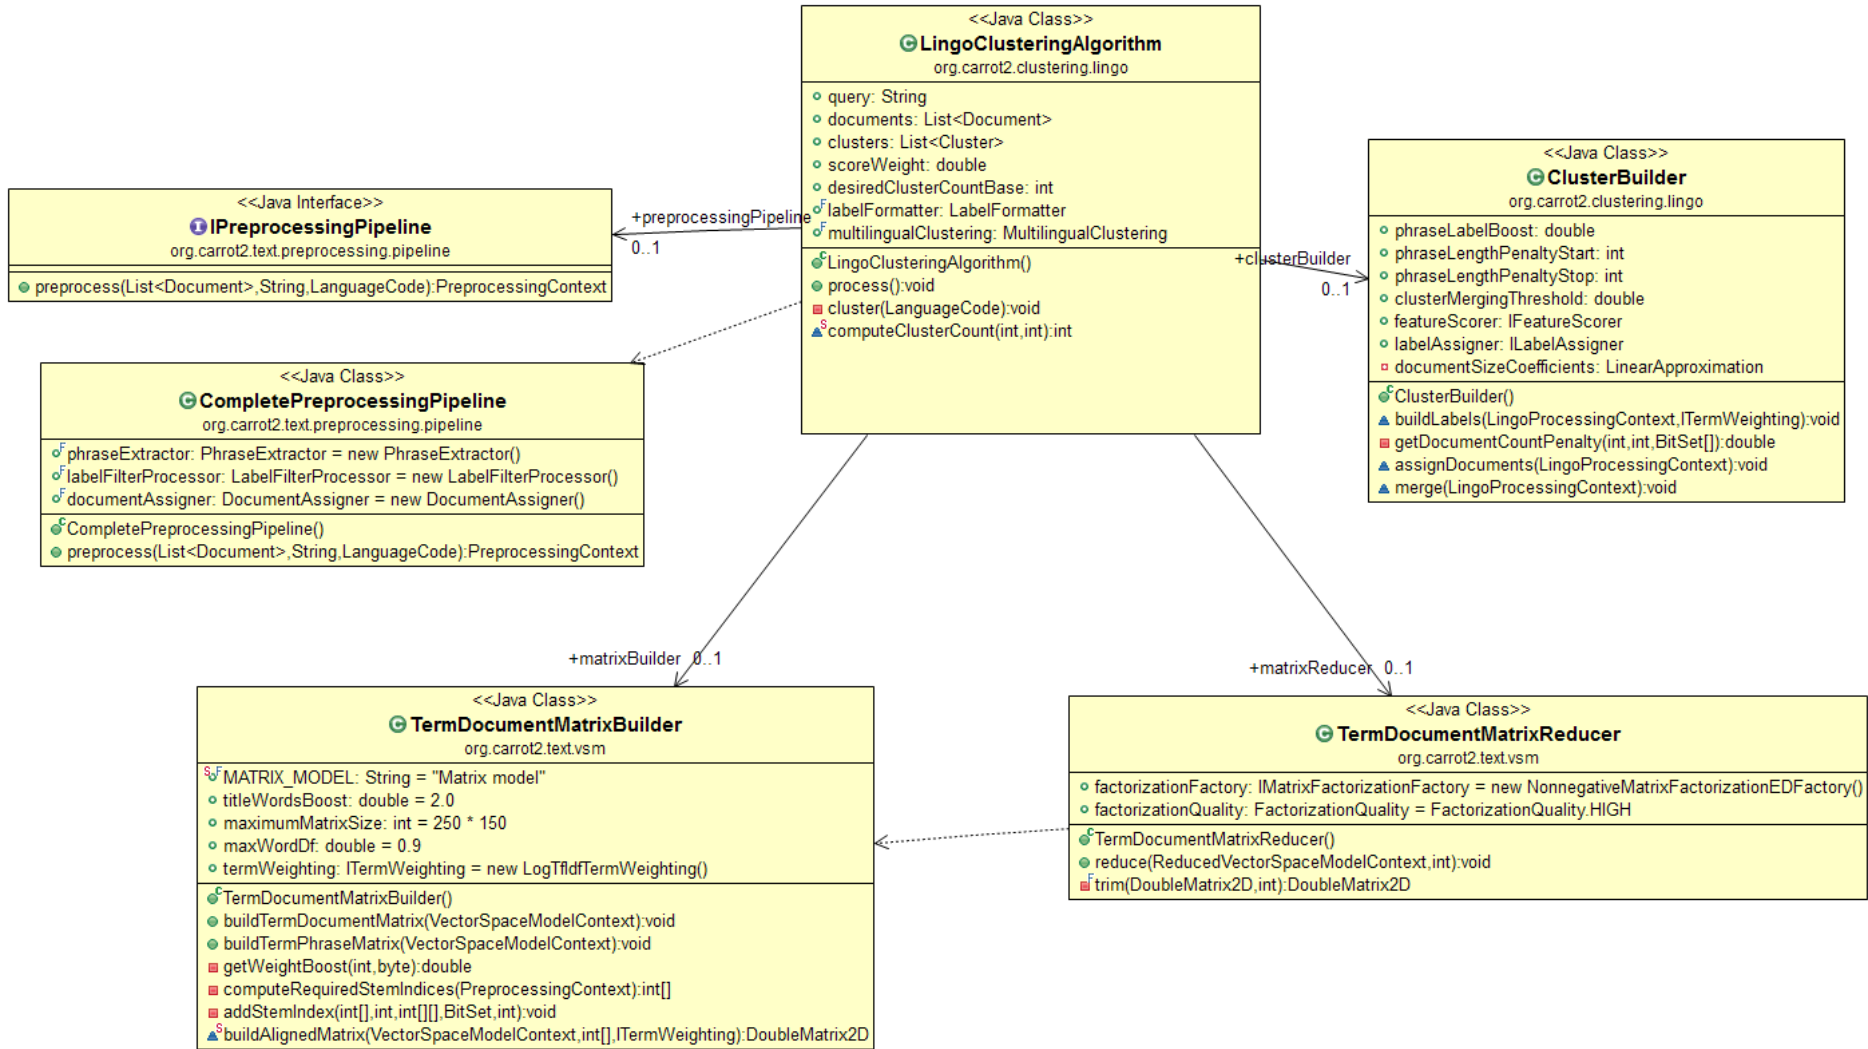 <<Java Class>>
LingoClusteringAlgorithm
org.carrot2.clustering.lingo
query: String
documents: List<Document>
clusters: List<Cluster>
scoreWeight: double
desiredClusterCountBase: int
labelFormatter: LabelFormatter
multilingualClustering: MultilingualClustering
LingoClusteringAlgorithm()
process():void
cluster(LanguageCode):void
computeClusterCount(int,int):int
<<Java Interface>>
IPreprocessingPipeline
org.carrot2.text.preprocessing.pipeline
preprocess(List<Document>,String,LanguageCode):PreprocessingContext
+preprocessingPipeline
0..1
<<Java Class>>
ClusterBuilder
org.carrot2.clustering.lingo
phraseLabelBoost: double
phraseLengthPenaltyStart: int
phraseLengthPenaltyStop: int
clusterMergingThreshold: double
featureScorer: IFeatureScorer
labelAssigner: ILabelAssigner
documentSizeCoefficients: LinearApproximation
ClusterBuilder()
buildLabels(LingoProcessingContext,ITermWeighting):void
getDocumentCountPenalty(int,int,BitSet[]):double
assignDocuments(LingoProcessingContext):void
merge(LingoProcessingContext):void
+clusterBuilder
0..1
<<Java Class>>
CompletePreprocessingPipeline
org.carrot2.text.preprocessing.pipeline
phraseExtractor: PhraseExtractor = new PhraseExtractor()
labelFilterProcessor: LabelFilterProcessor = new LabelFilterProcessor()
documentAssigner: DocumentAssigner = new DocumentAssigner()
CompletePreprocessingPipeline()
preprocess(List<Document>,String,LanguageCode):PreprocessingContext
+matrixBuilder 0..1
+matrixReducer 0..1
<<Java Class>>
TermDocumentMatrixBuilder
org.carrot2.text.vsm
MATRIX_MODEL: String = "Matrix model"
titleWordsBoost: double = 2.0
maximumMatrixSize: int = 250 * 150
maxWordDf: double = 0.9
termWeighting: ITermWeighting = new LogTfIdfTermWeighting()
TermDocumentMatrixBuilder()
buildTermDocumentMatrix(VectorSpaceModelContext):void
buildTermPhraseMatrix(VectorSpaceModelContext):void
getWeightBoost(int,byte):double
computeRequiredStemIndices(PreprocessingContext):int[]
addStemIndex(int[],int,int[][],BitSet,int):void
buildAlignedMatrix(VectorSpaceModelContext,int[],ITermWeighting):DoubleMatrix2D
<<Java Class>>
TermDocumentMatrixReducer
org.carrot2.text.vsm
factorizationFactory: IMatrixFactorizationFactory = new NonnegativeMatrixFactorizationEDFactory()
factorizationQuality: FactorizationQuality = FactorizationQuality.HIGH
TermDocumentMatrixReducer()
reduce(ReducedVectorSpaceModelContext,int):void
trim(DoubleMatrix2D,int):DoubleMatrix2D